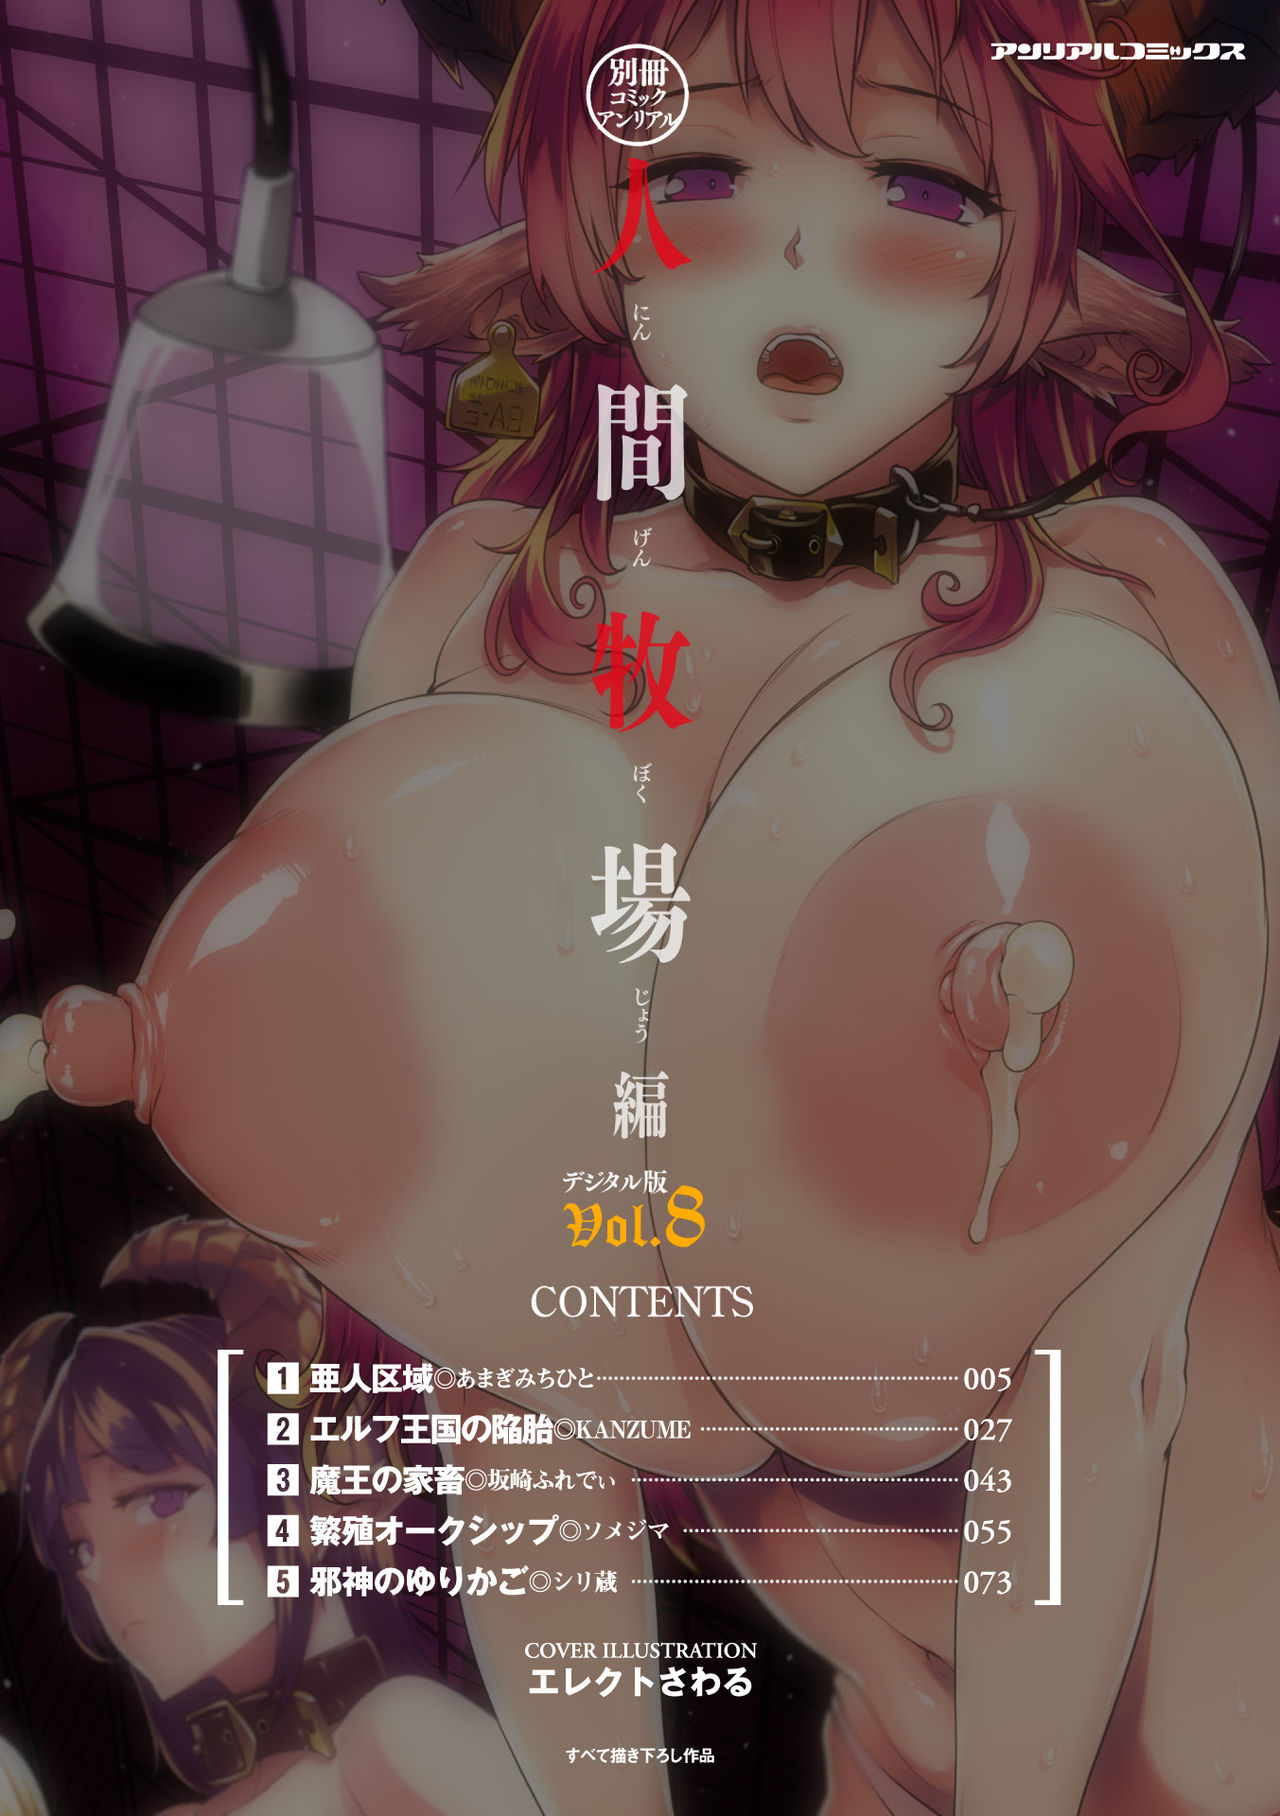 アンリアルコミックス
別冊
コミック
アンリアル
人間牧場編
にんげんぼくじょう
デジタル版
Vol.8
CONTENTS
1 亜人区域◎あまぎみちひと 005
2 エルフ王国の陥胎◎KANZUME 027
3 魔王の家畜◎坂崎ふれでぃ 043
4 繁殖オークシップ◎ソメジマ 055
5 邪神のゆりかご◎シリ蔵 073
COVER ILLUSTRATION
エレクトさわる
すべて描き下ろし作品